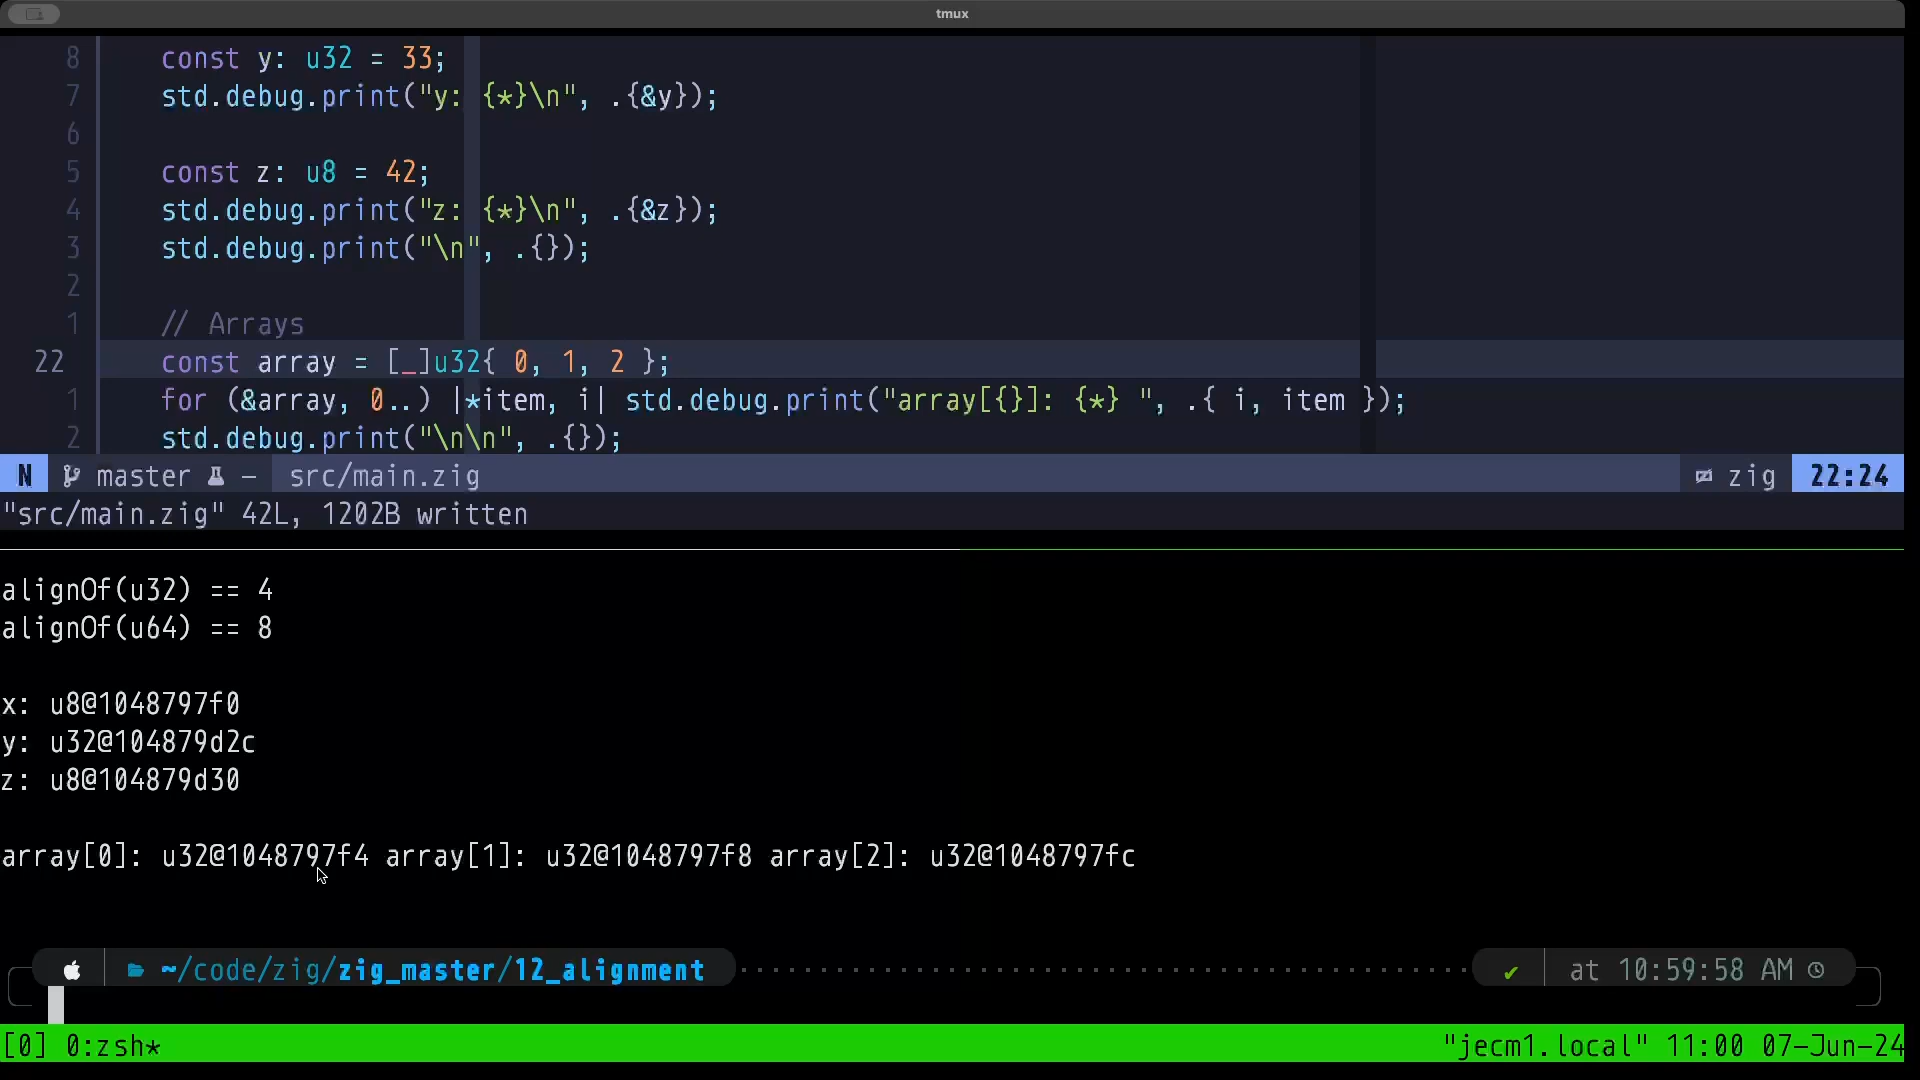 tmux
8 const y: u32 = 33;
7 std.debug.print("y: {*}\n", .{&y});
6
5 const z: u8 = 42;
4 std.debug.print("z: {*}\n", .{&z});
3 std.debug.print("\n", .{});
2
1 // Arrays
22 const array = [_]u32{ 0, 1, 2 };
1 for (&array, 0..) |*item, i| std.debug.print("array[{}]: {*} ", .{ i, item });
2 std.debug.print("\n\n", .{});
N master – src/main.zig zig 22:24
"src/main.zig" 42L, 1202B written
alignOf(u32) == 4
alignOf(u64) == 8
x: u8@1048797f0
y: u32@104879d2c
z: u8@104879d30
array[0]: u32@1048797f4 array[1]: u32@1048797f8 array[2]: u32@1048797fc
~/code/zig/zig_master/12_alignment ✔ at 10:59:58 AM
[0] 0:zsh* "jecm1.local" 11:00 07-Jun-24